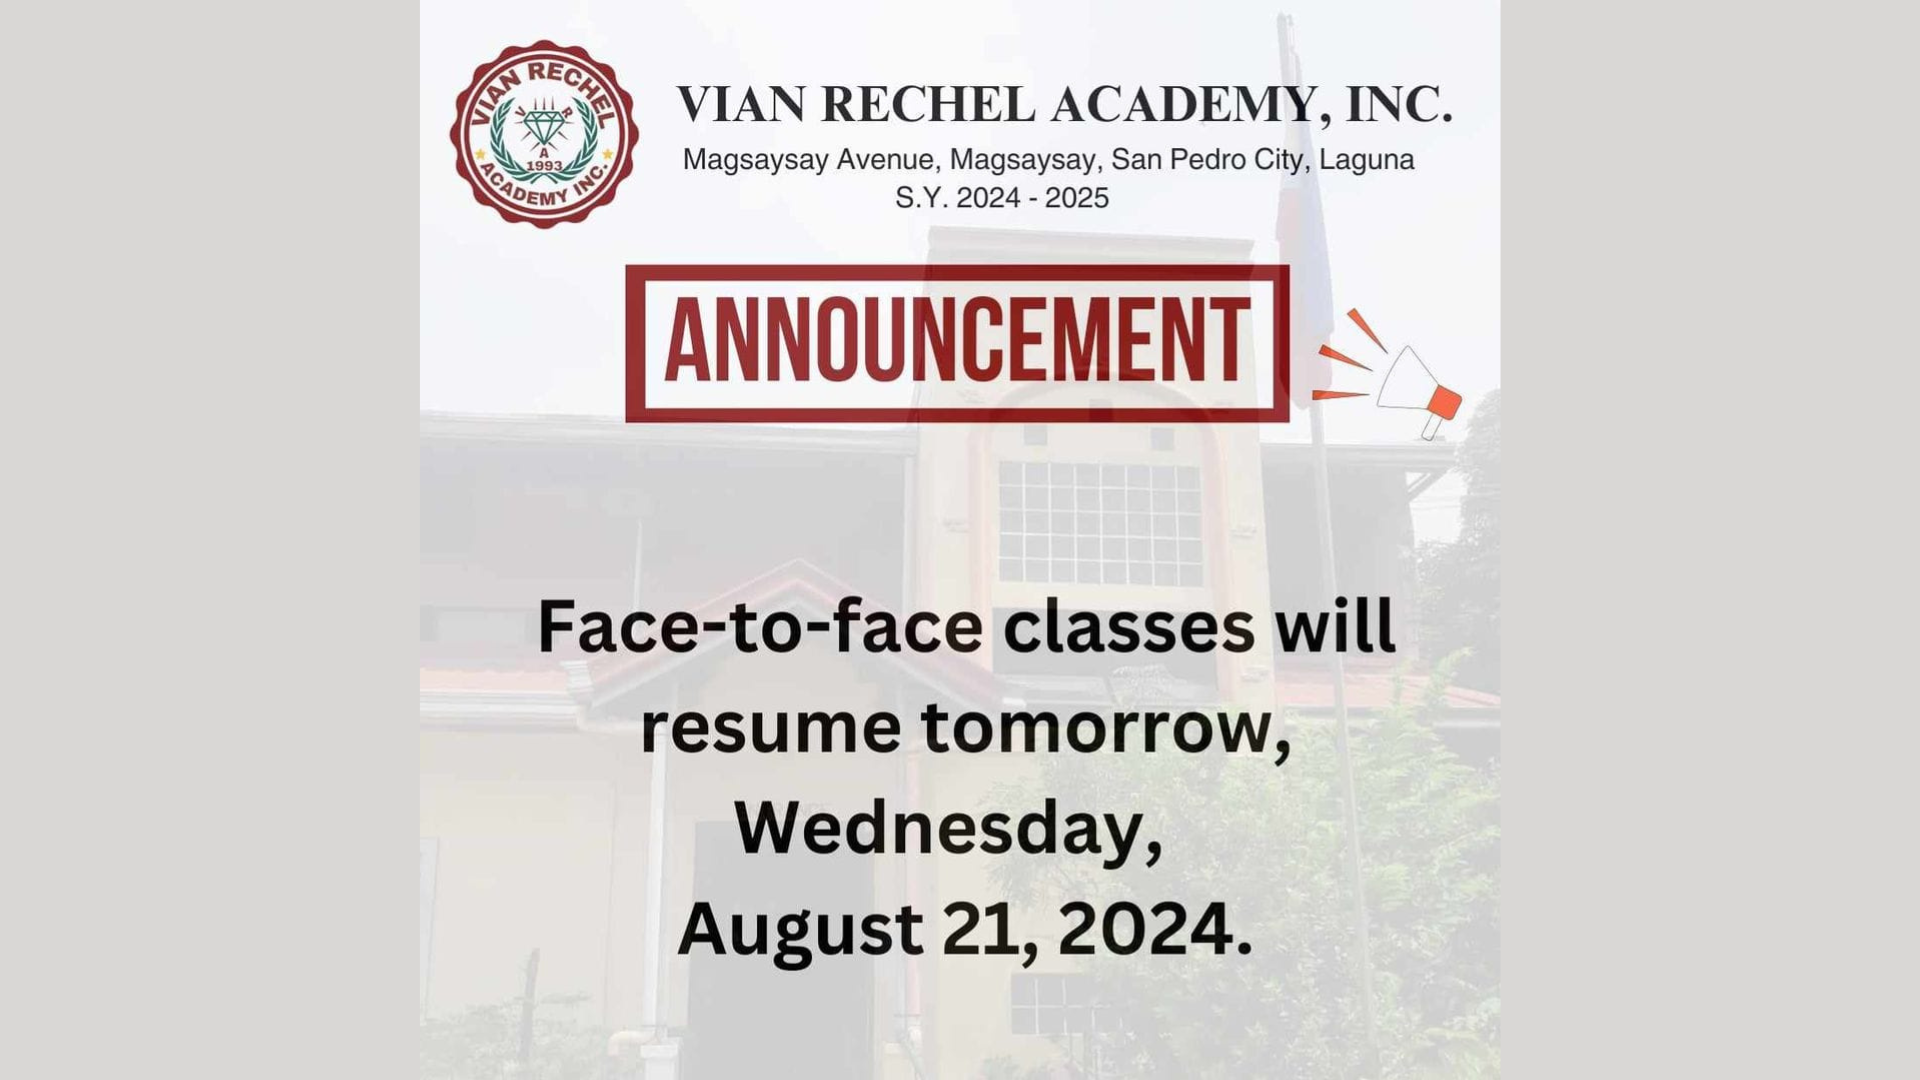 VIAN RECHEL
V R
A
1993
ACADEMY INC.
VIAN RECHEL ACADEMY, INC.
Magsaysay Avenue, Magsaysay, San Pedro City, Laguna
S.Y. 2024 - 2025
ANNOUNCEMENT
Face-to-face classes will
resume tomorrow,
Wednesday,
August 21, 2024.